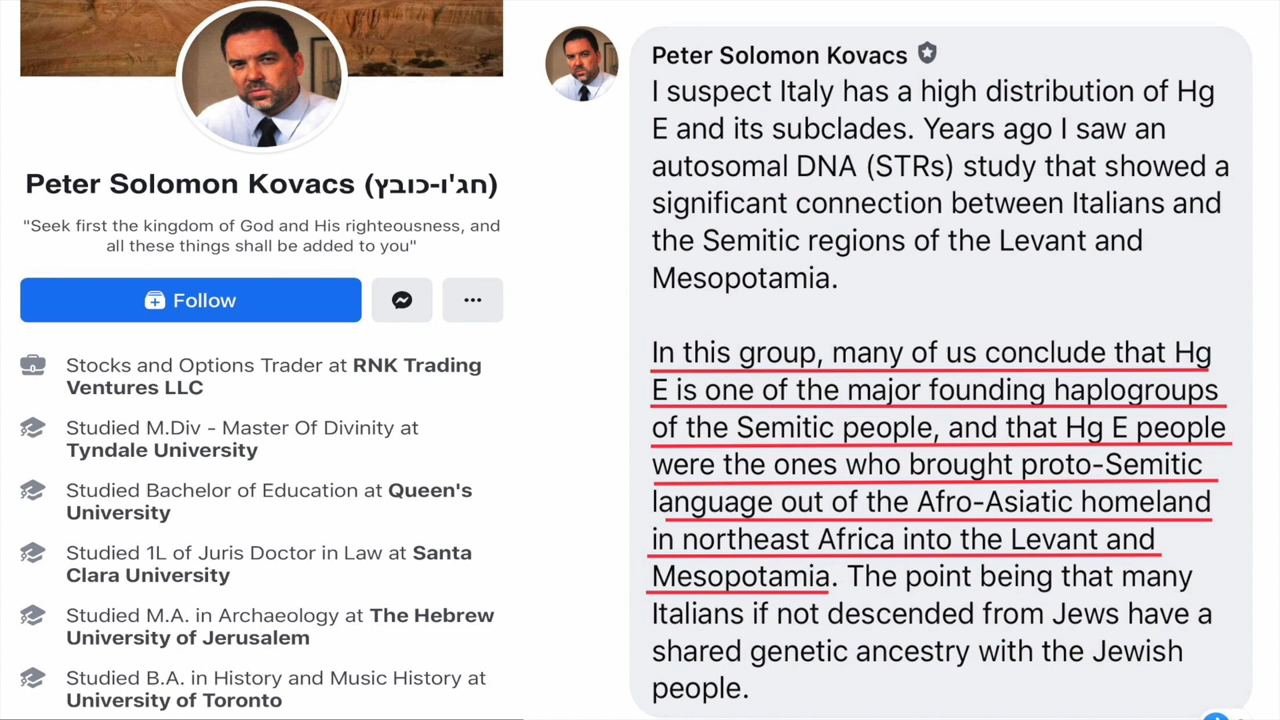 Peter Solomon Kovacs (חג'ו-כובץ)
"Seek first the kingdom of God and His righteousness, and
all these things shall be added to you"
Follow
Stocks and Options Trader at RNK Trading
Ventures LLC
Studied M.Div - Master Of Divinity at
Tyndale University
Studied Bachelor of Education at Queen's
University
Studied 1L of Juris Doctor in Law at Santa
Clara University
Studied M.A. in Archaeology at The Hebrew
University of Jerusalem
Studied B.A. in History and Music History at
University of Toronto
Peter Solomon Kovacs
I suspect Italy has a high distribution of Hg
E and its subclades. Years ago I saw an
autosomal DNA (STRs) study that showed a
significant connection between Italians and
the Semitic regions of the Levant and
Mesopotamia.
In this group, many of us conclude that Hg
E is one of the major founding haplogroups
of the Semitic people, and that Hg E people
were the ones who brought proto-Semitic
language out of the Afro-Asiatic homeland
in northeast Africa into the Levant and
Mesopotamia. The point being that many
Italians if not descended from Jews have a
shared genetic ancestry with the Jewish
people.